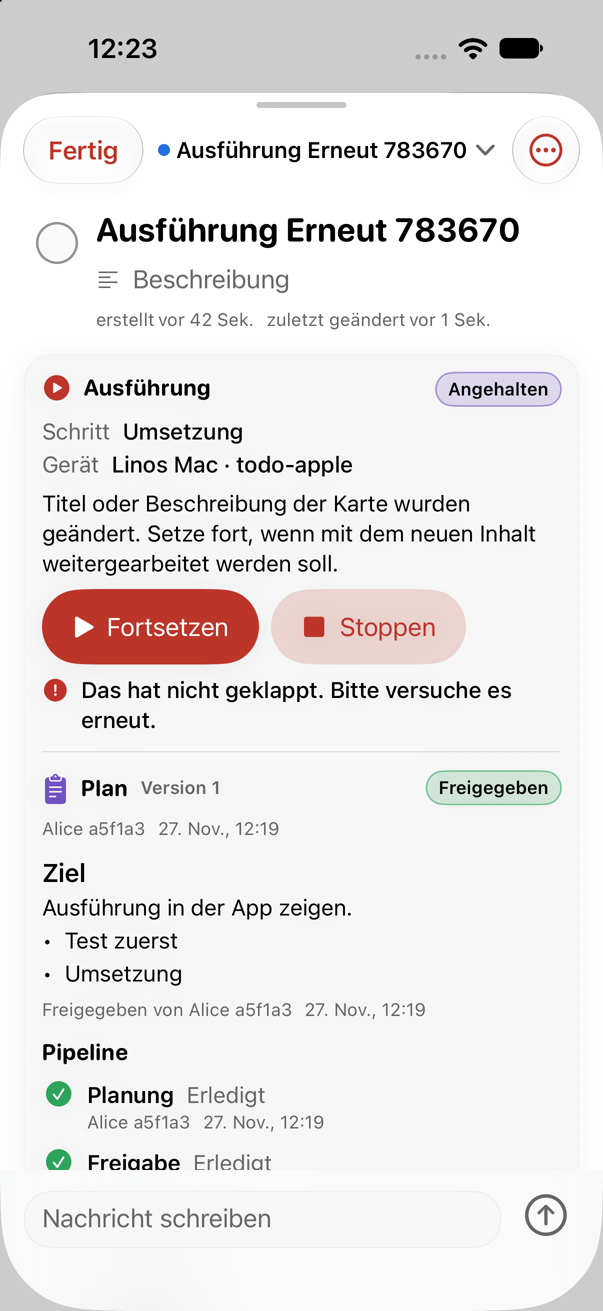 12:23
Fertig
Ausführung Erneut 783670
Ausführung Erneut 783670
Beschreibung
erstellt vor 42 Sek. zuletzt geändert vor 1 Sek.
Ausführung
Angehalten
Schritt Umsetzung
Gerät Linos Mac · todo-apple
Titel oder Beschreibung der Karte wurden
geändert. Setze fort, wenn mit dem neuen Inhalt
weitergearbeitet werden soll.
Fortsetzen
Stoppen
Das hat nicht geklappt. Bitte versuche es
erneut.
Plan Version 1
Freigegeben
Alice a5f1a3 27. Nov., 12:19
Ziel
Ausführung in der App zeigen.
• Test zuerst
• Umsetzung
Freigegeben von Alice a5f1a3 27. Nov., 12:19
Pipeline
Planung Erledigt
Alice a5f1a3 27. Nov., 12:19
Freigabe Erledigt
Nachricht schreiben